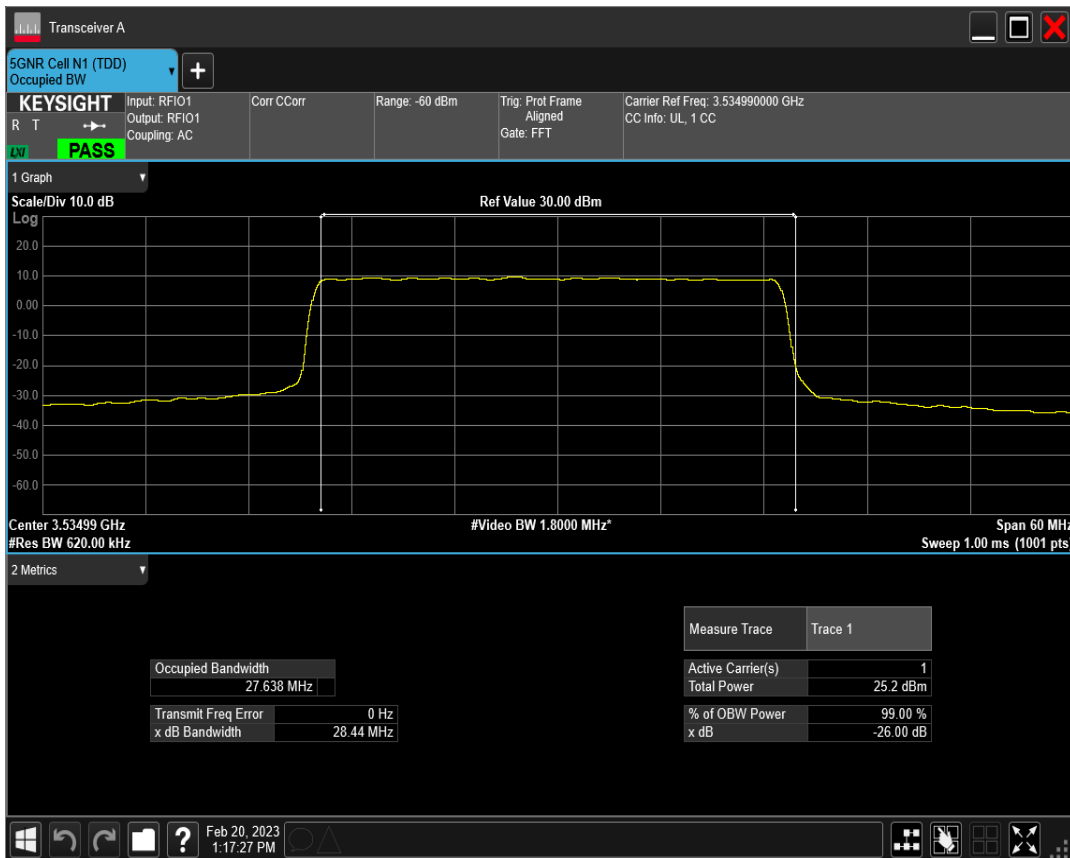 Transceiver A
5GNR Cell N1 (TDD)
Occupied BW
+
KEYSIGHT
R T
LXI
PASS
Input: RFIO1
Output: RFIO1
Coupling: AC
Corr CCorr
Range: -60 dBm
Trig: Prot Frame
Aligned
Gate: FFT
Carrier Ref Freq: 3.534990000 GHz
CC Info: UL, 1 CC
1 Graph
Scale/Div 10.0 dB
Ref Value 30.00 dBm
Log
20.0
10.0
0.00
-10.0
-20.0
-30.0
-40.0
-50.0
-60.0
Center 3.53499 GHz
#Video BW 1.8000 MHz*
Span 60 MHz
#Res BW 620.00 kHz
Sweep 1.00 ms (1001 pts)
2 Metrics
Measure Trace Trace 1
Occupied Bandwidth
27.638 MHz
Active Carrier(s) 1
Total Power 25.2 dBm
Transmit Freq Error 0 Hz
x dB Bandwidth 28.44 MHz
% of OBW Power 99.00 %
x dB -26.00 dB
?
Feb 20, 2023
1:17:27 PM